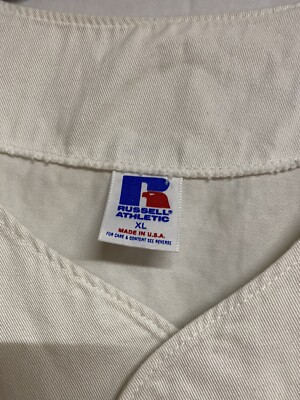 RUSSELL
ATHLETIC
XL
MADE IN U.S.A.
FOR CARE & CONTENT SEE REVERSE